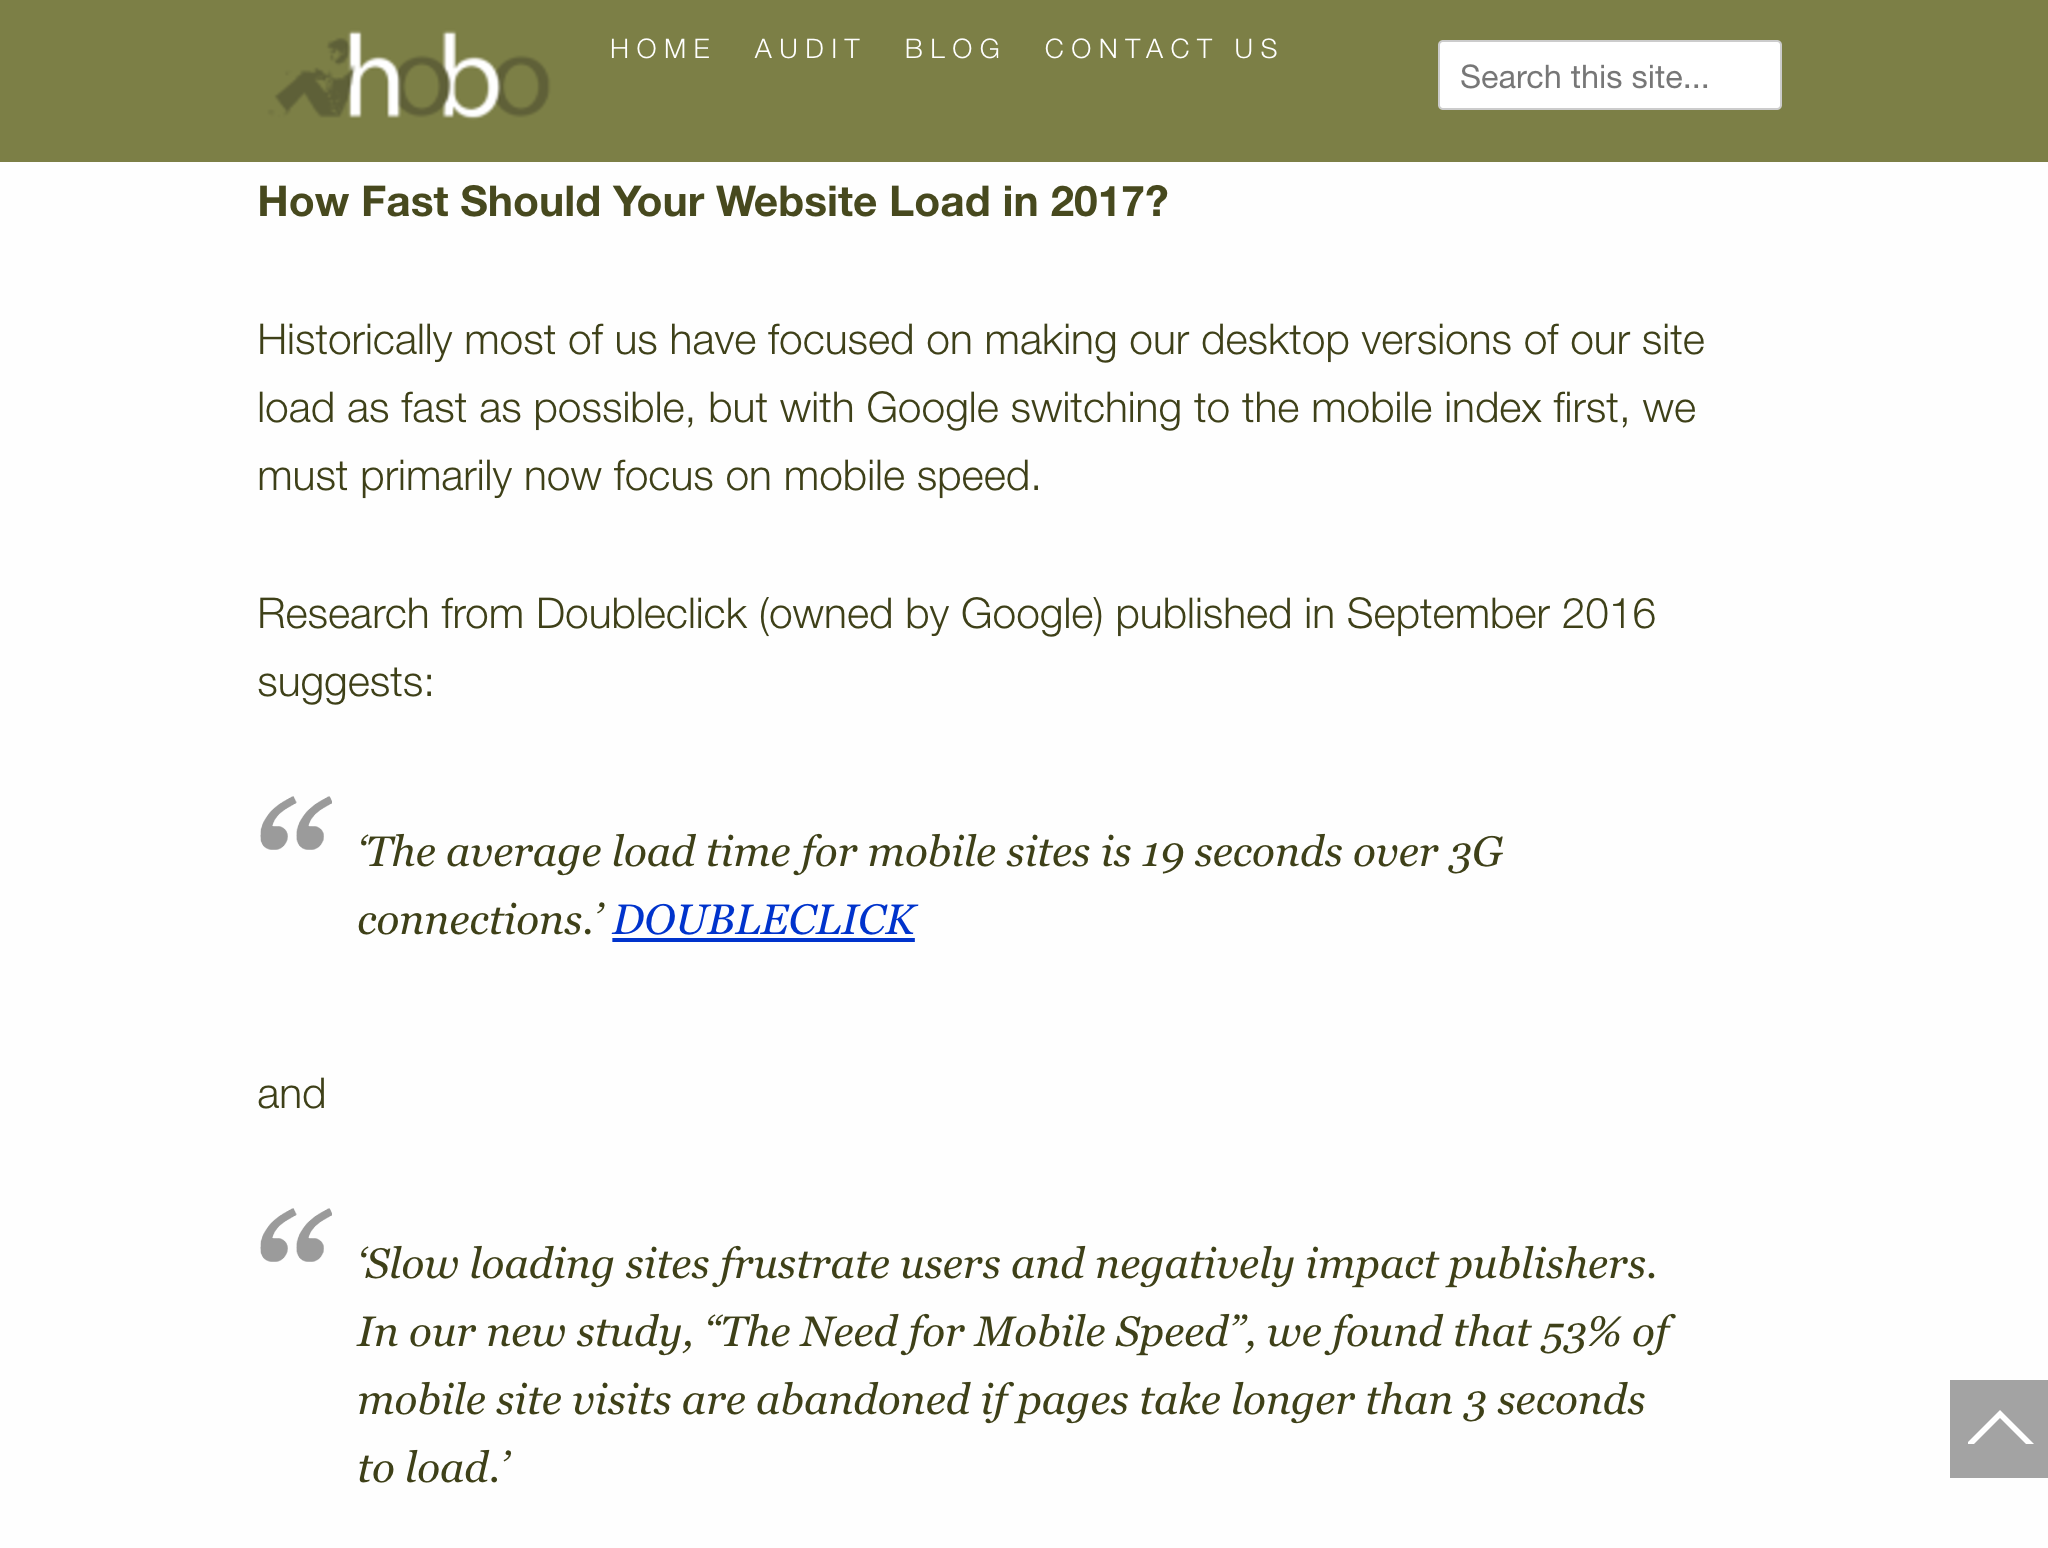 hobo
HOME AUDIT BLOG CONTACT US
Search this site...
How Fast Should Your Website Load in 2017?
Historically most of us have focused on making our desktop versions of our site
load as fast as possible, but with Google switching to the mobile index first, we
must primarily now focus on mobile speed.
Research from Doubleclick (owned by Google) published in September 2016
suggests:
“ ‘The average load time for mobile sites is 19 seconds over 3G
connections.’ DOUBLECLICK
and
“ ‘Slow loading sites frustrate users and negatively impact publishers.
In our new study, “The Need for Mobile Speed”, we found that 53% of
mobile site visits are abandoned if pages take longer than 3 seconds
to load.’